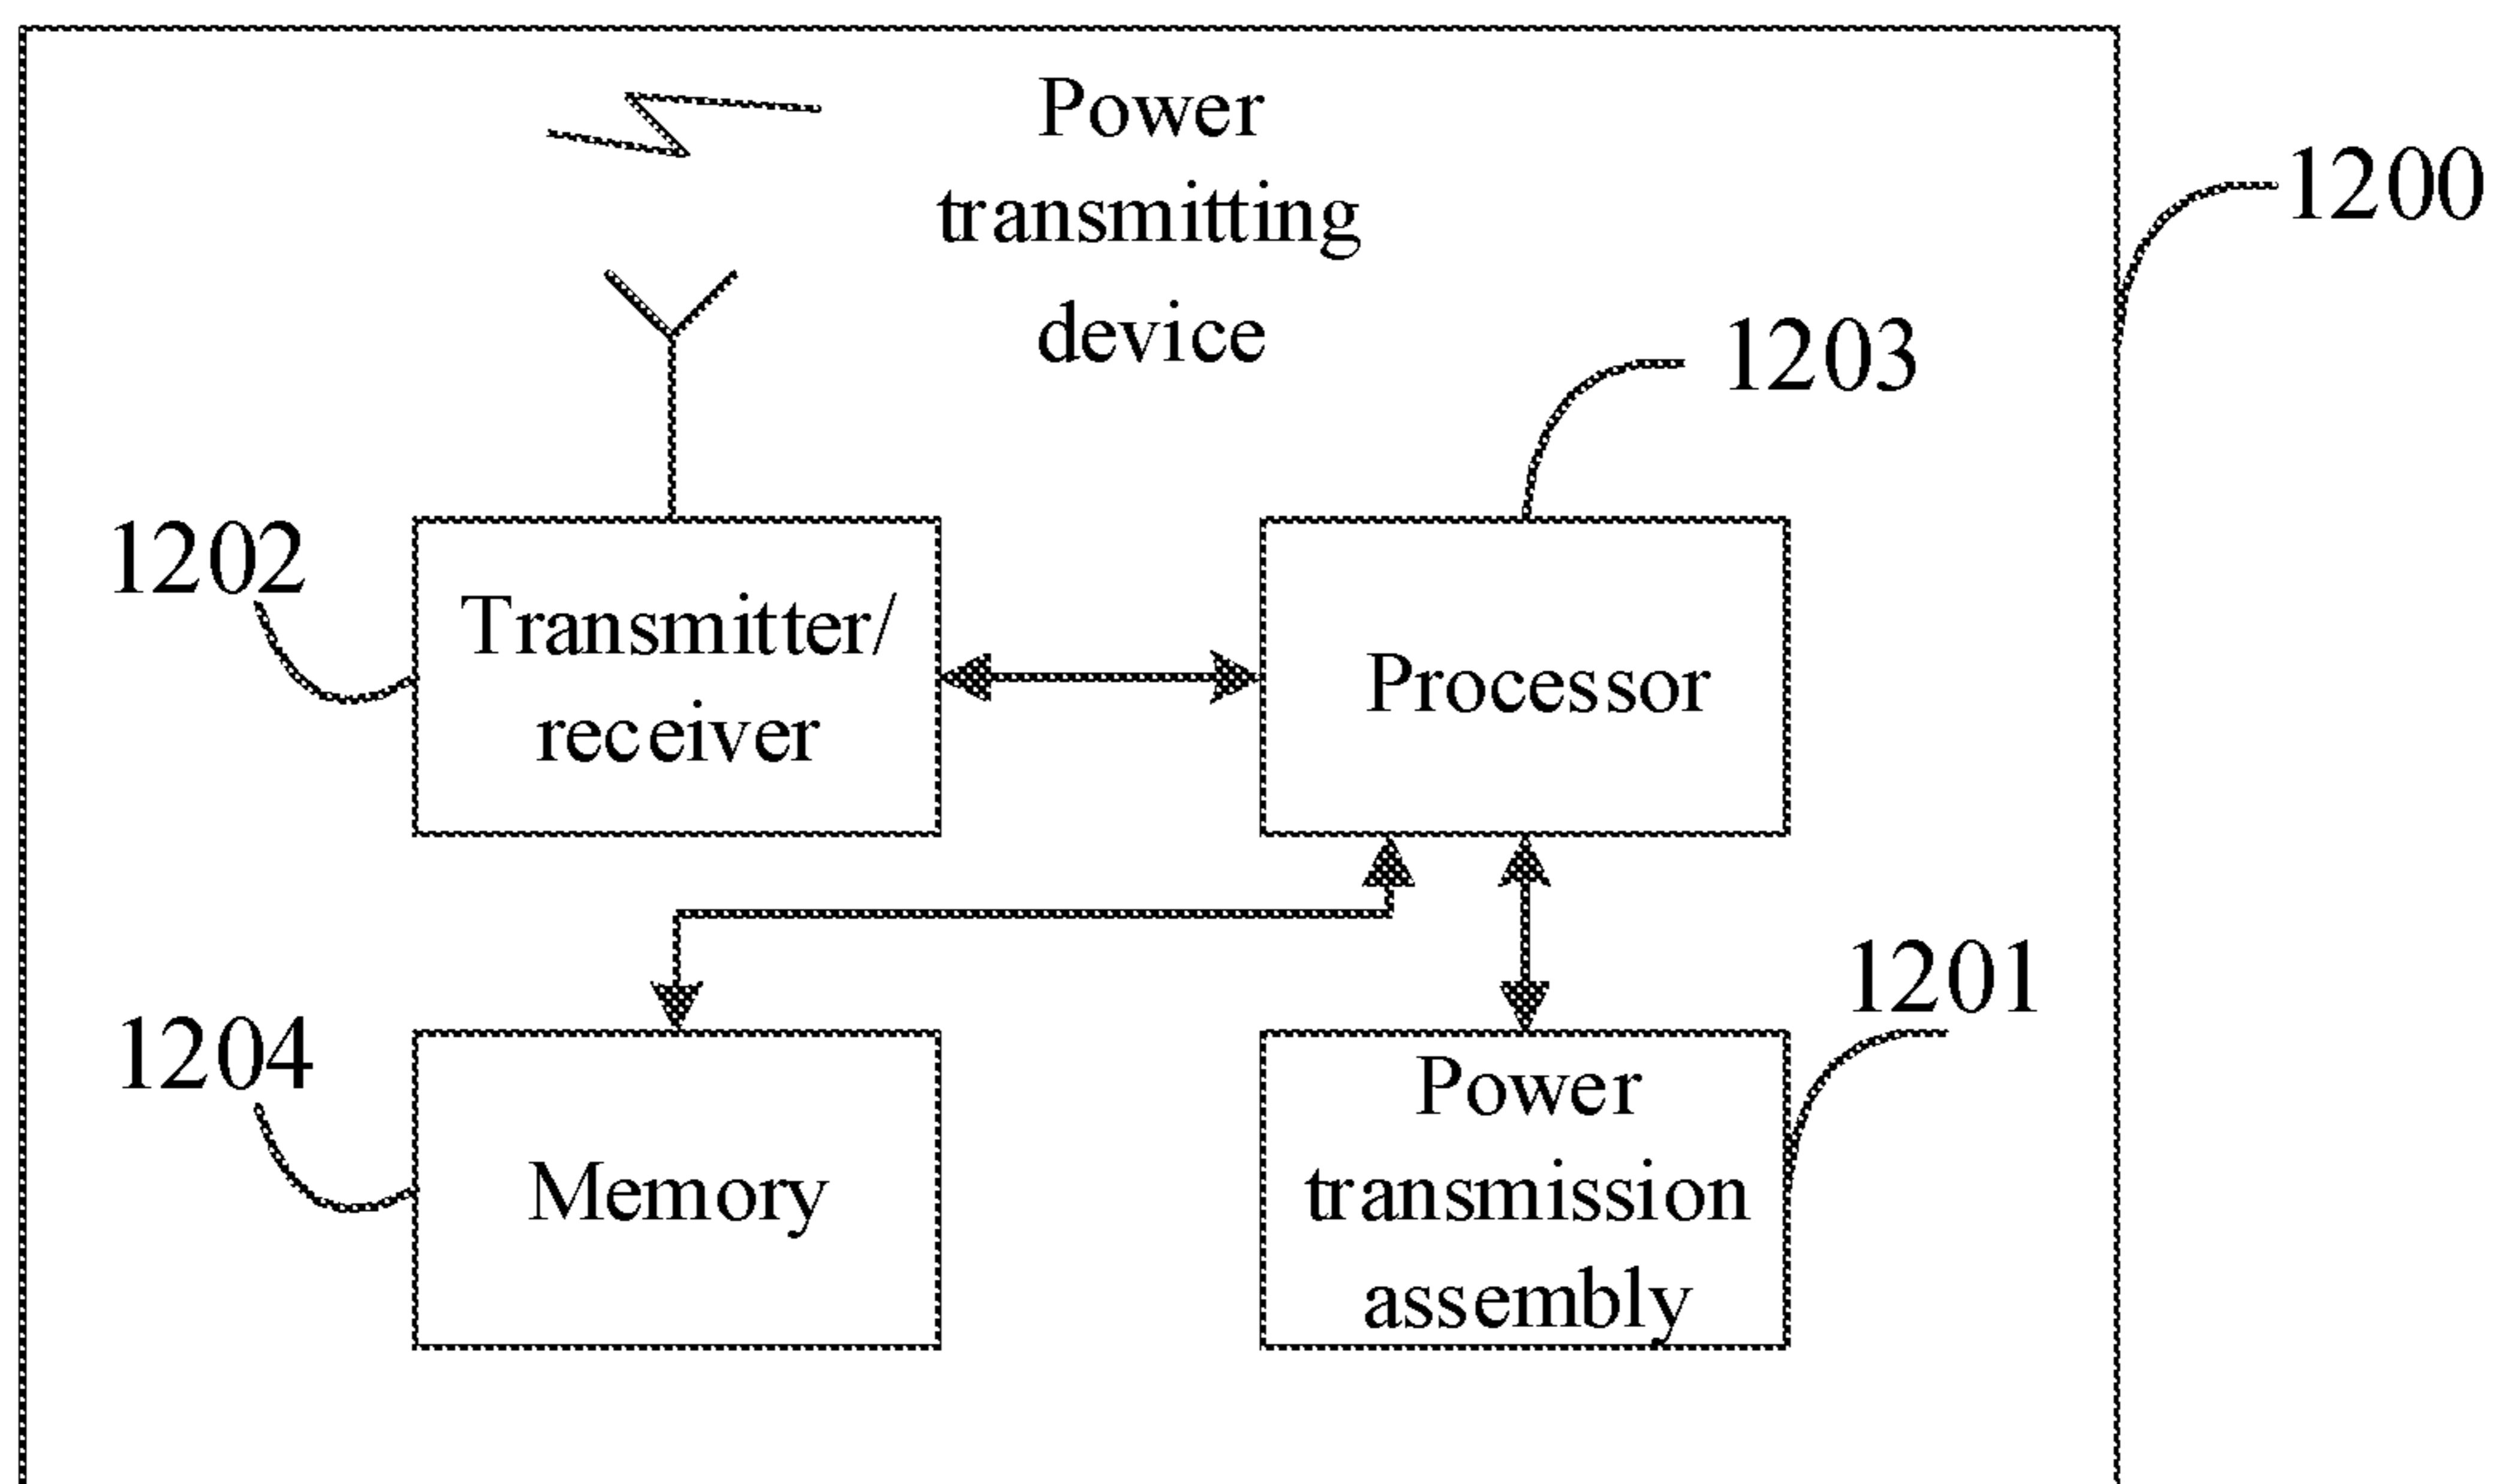 Power
transmitting
device
1200
1203
1202
Transmitter/
receiver
Processor
1204
Memory
1201
Power
transmission
assembly